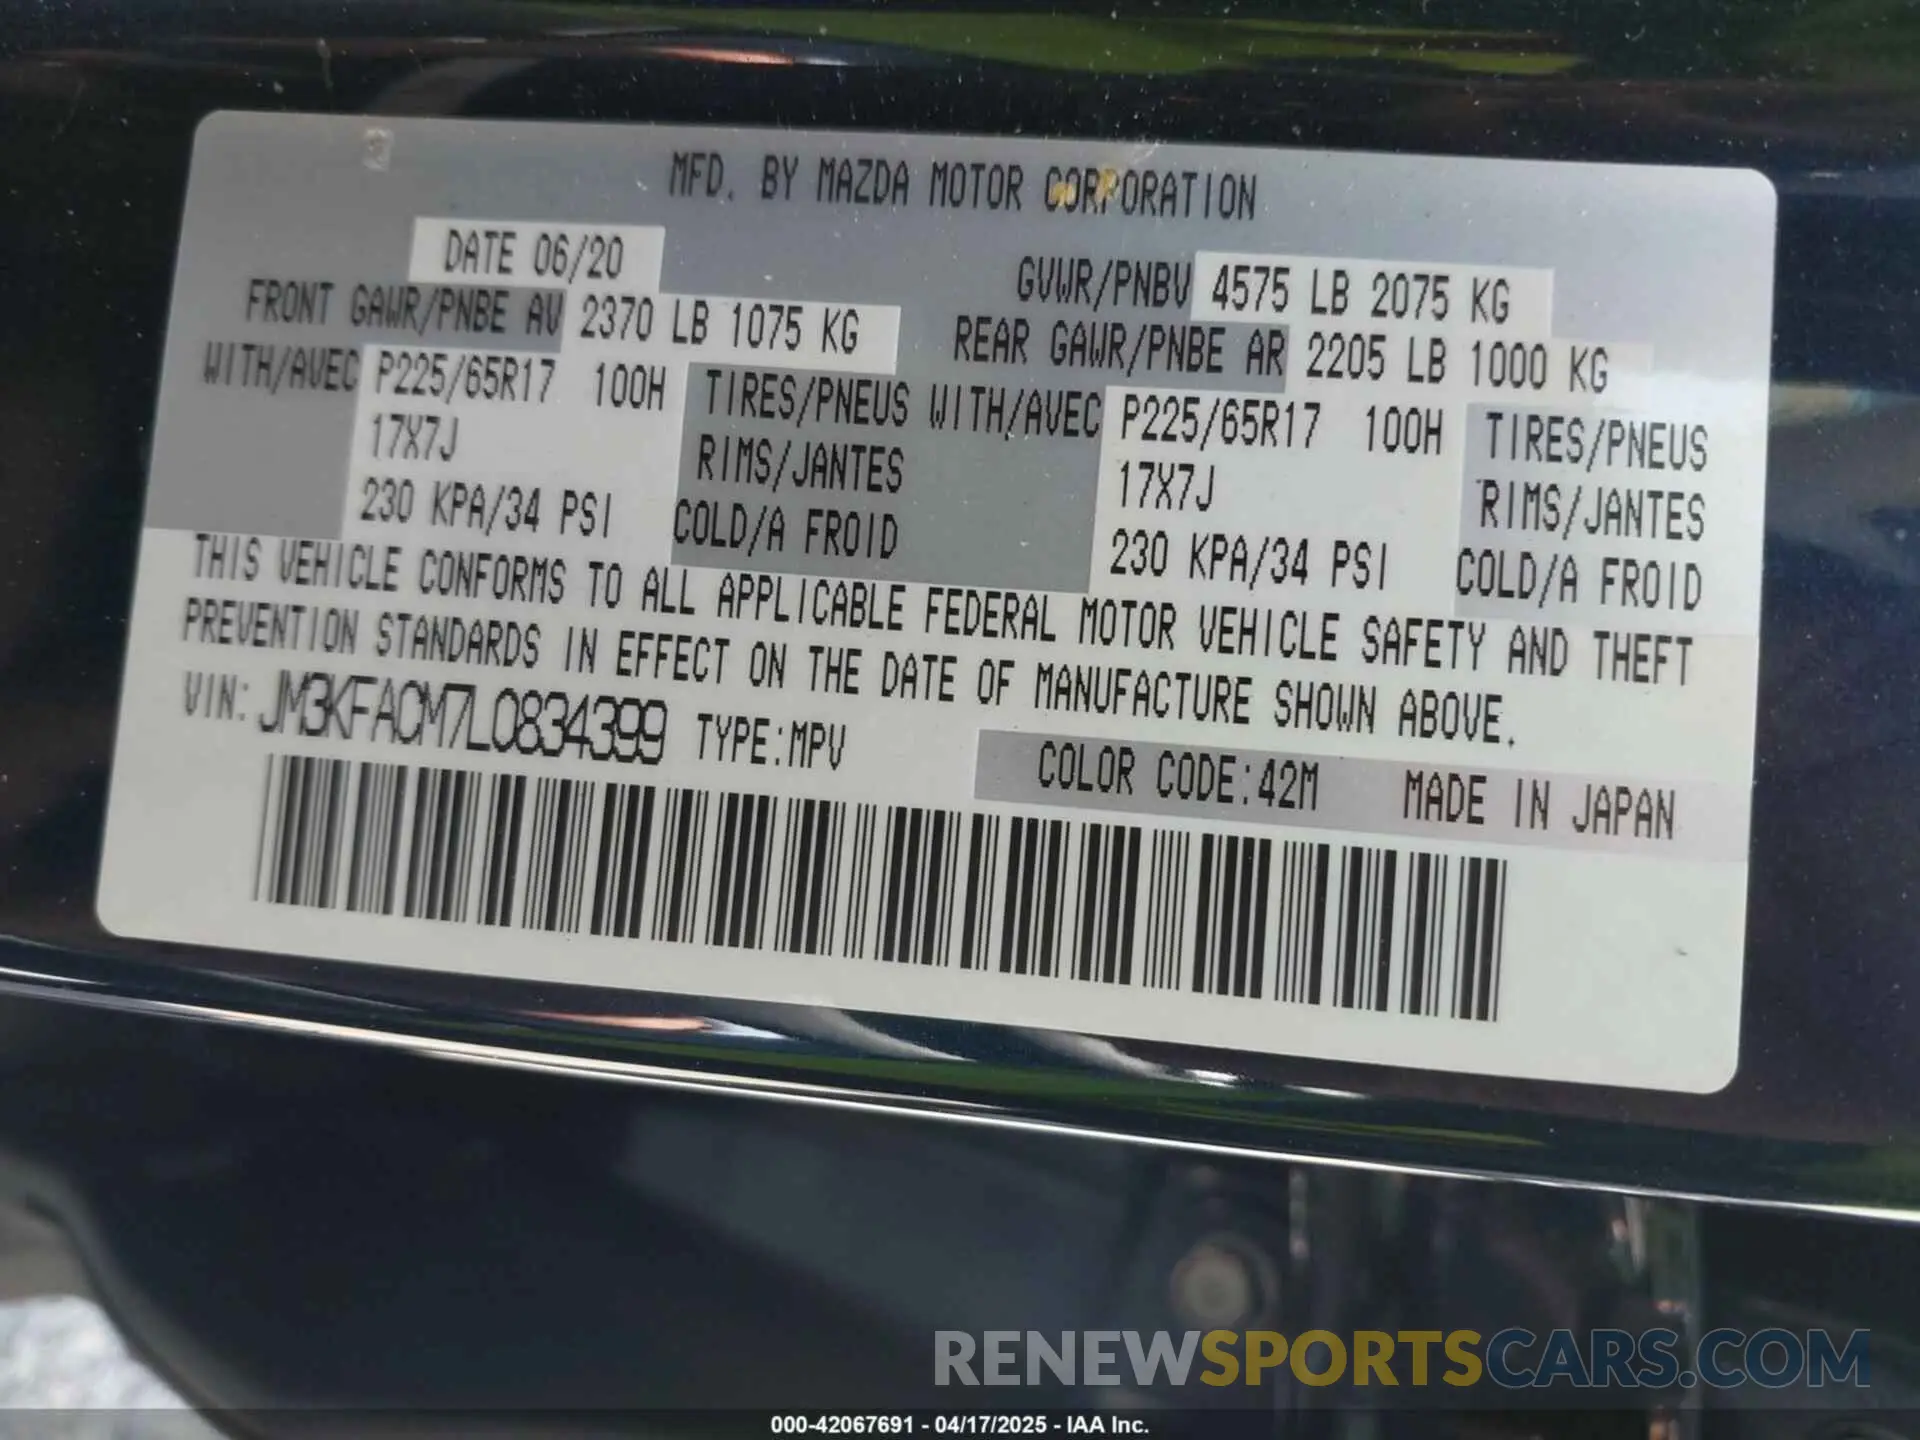 MFD. BY MAZDA MOTOR CORPORATION
DATE 06/20
GVWR/PNBV 4575 LB 2075 KG
FRONT GAWR/PNBE AV 2370 LB 1075 KG
REAR GAWR/PNBE AR 2205 LB 1000 KG
WITH/AVEC P225/65R17 100H TIRES/PNEUS WITH/AVEC P225/65R17 100H TIRES/PNEUS
17X7J RIMS/JANTES 17X7J RIMS/JANTES
230 KPA/34 PSI COLD/A FROID 230 KPA/34 PSI COLD/A FROID
THIS VEHICLE CONFORMS TO ALL APPLICABLE FEDERAL MOTOR VEHICLE SAFETY AND THEFT
PREVENTION STANDARDS IN EFFECT ON THE DATE OF MANUFACTURE SHOWN ABOVE.
VIN: JM3KFACM7L0834399 TYPE:MPV
COLOR CODE:42M MADE IN JAPAN
RENEWSPORTSCARS.COM
000-42067691 - 04/17/2025 - IAA Inc.